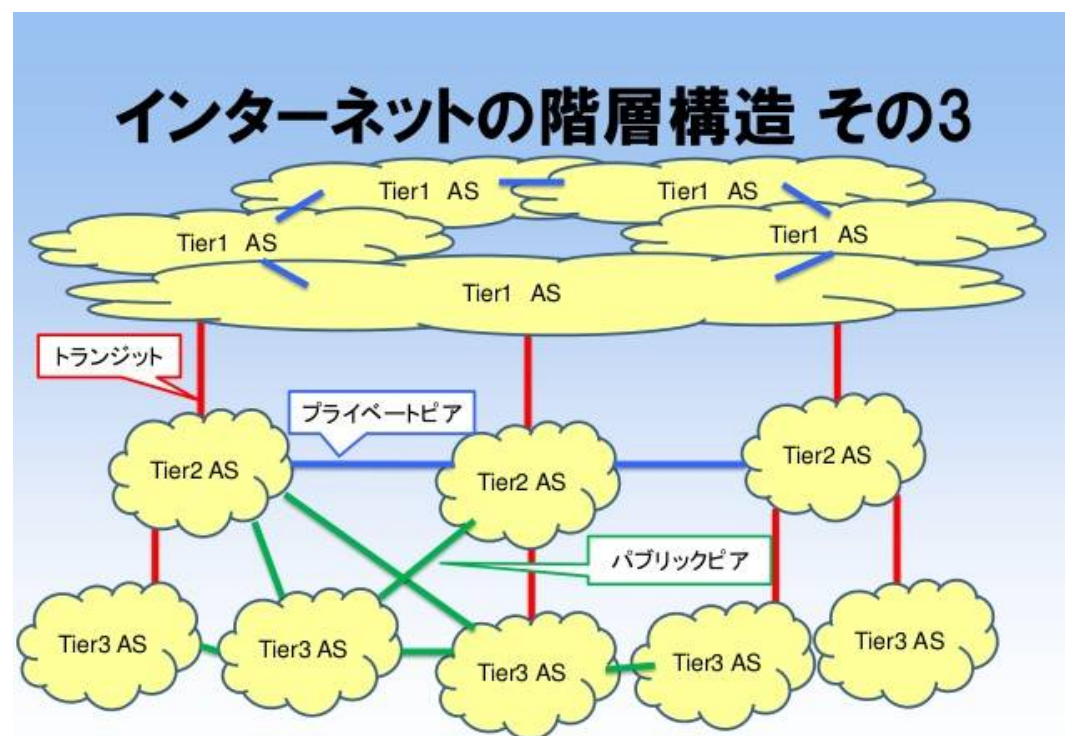 インターネットの階層構造 その3
Tier1 AS
Tier1 AS
Tier1 AS
Tier1 AS
Tier1 AS
トランジット
プライベートピア
Tier2 AS
Tier2 AS
Tier2 AS
パブリックピア
Tier3 AS
Tier3 AS
Tier3 AS
Tier3 AS
Tier3 AS